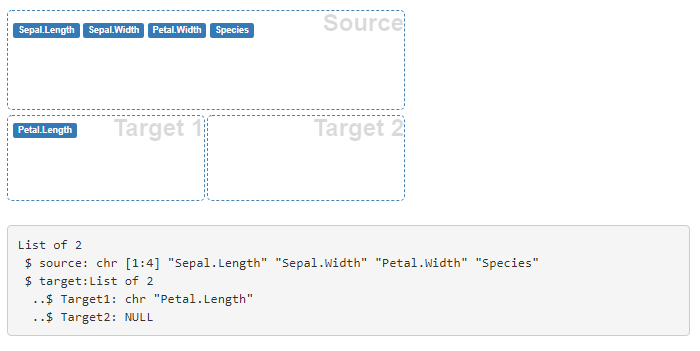 Source
Sepal.Length Sepal.Width Petal.Width Species
Petal.Length Target 1 Target 2
List of 2
 $ source: chr [1:4] "Sepal.Length" "Sepal.Width" "Petal.Width" "Species"
 $ target:List of 2
  ..$ Target1: chr "Petal.Length"
  ..$ Target2: NULL